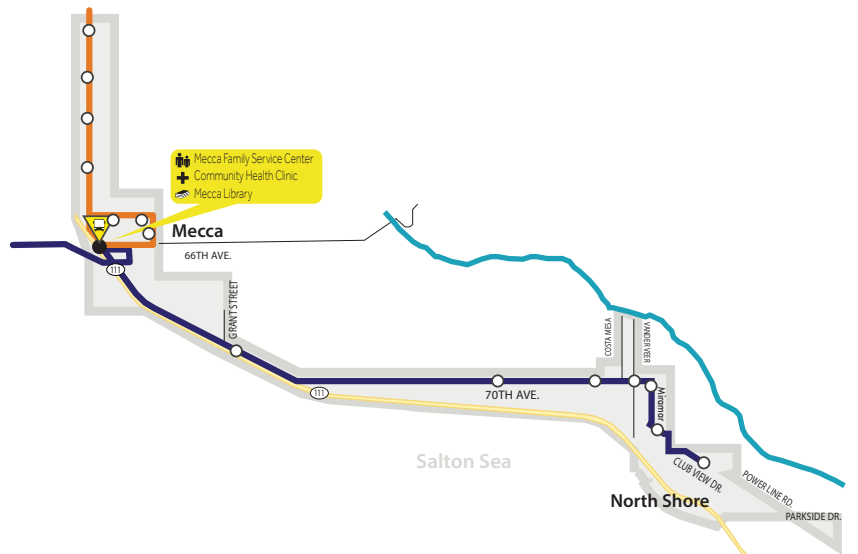 Mecca Family Service Center
Community Health Clinic
Mecca Library
Mecca
66TH AVE.
111
GRANT STREET
COSTA MESA
VANDER VEER
111
70TH AVE.
Miramar
Salton Sea
CLUB VIEW DR.
POWER LINE RD.
North Shore
PARKSIDE DR.